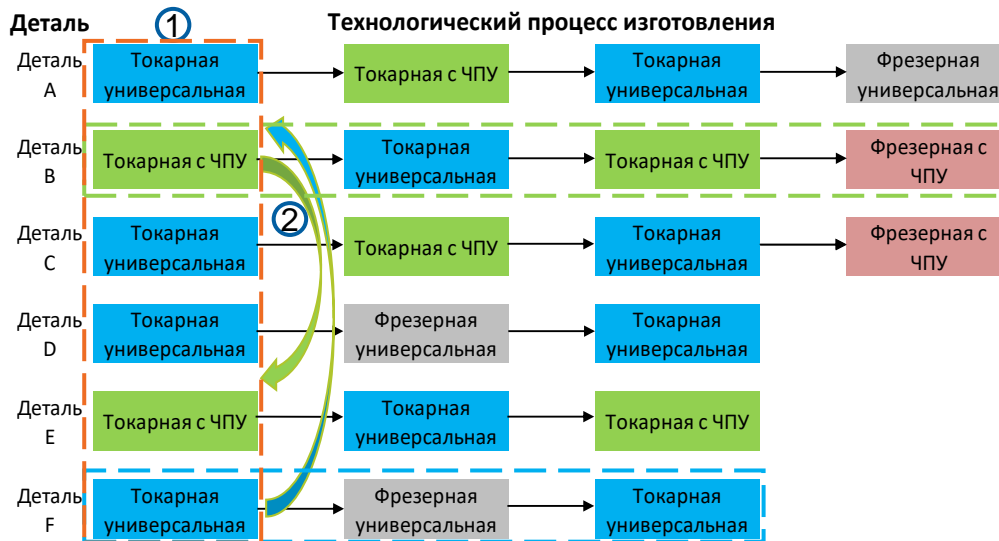 Деталь
①
Технологический процесс изготовления
Деталь
A
Токарная
универсальная
Токарная с ЧПУ
Токарная
универсальная
Фрезерная
универсальная
Деталь
B
Токарная с ЧПУ
Токарная
универсальная
Токарная с ЧПУ
Фрезерная с
ЧПУ
②
Деталь
C
Токарная
универсальная
Токарная с ЧПУ
Токарная
универсальная
Фрезерная с
ЧПУ
Деталь
D
Токарная
универсальная
Фрезерная
универсальная
Токарная
универсальная
Деталь
E
Токарная с ЧПУ
Токарная
универсальная
Токарная с ЧПУ
Деталь
F
Токарная
универсальная
Фрезерная
универсальная
Токарная
универсальная